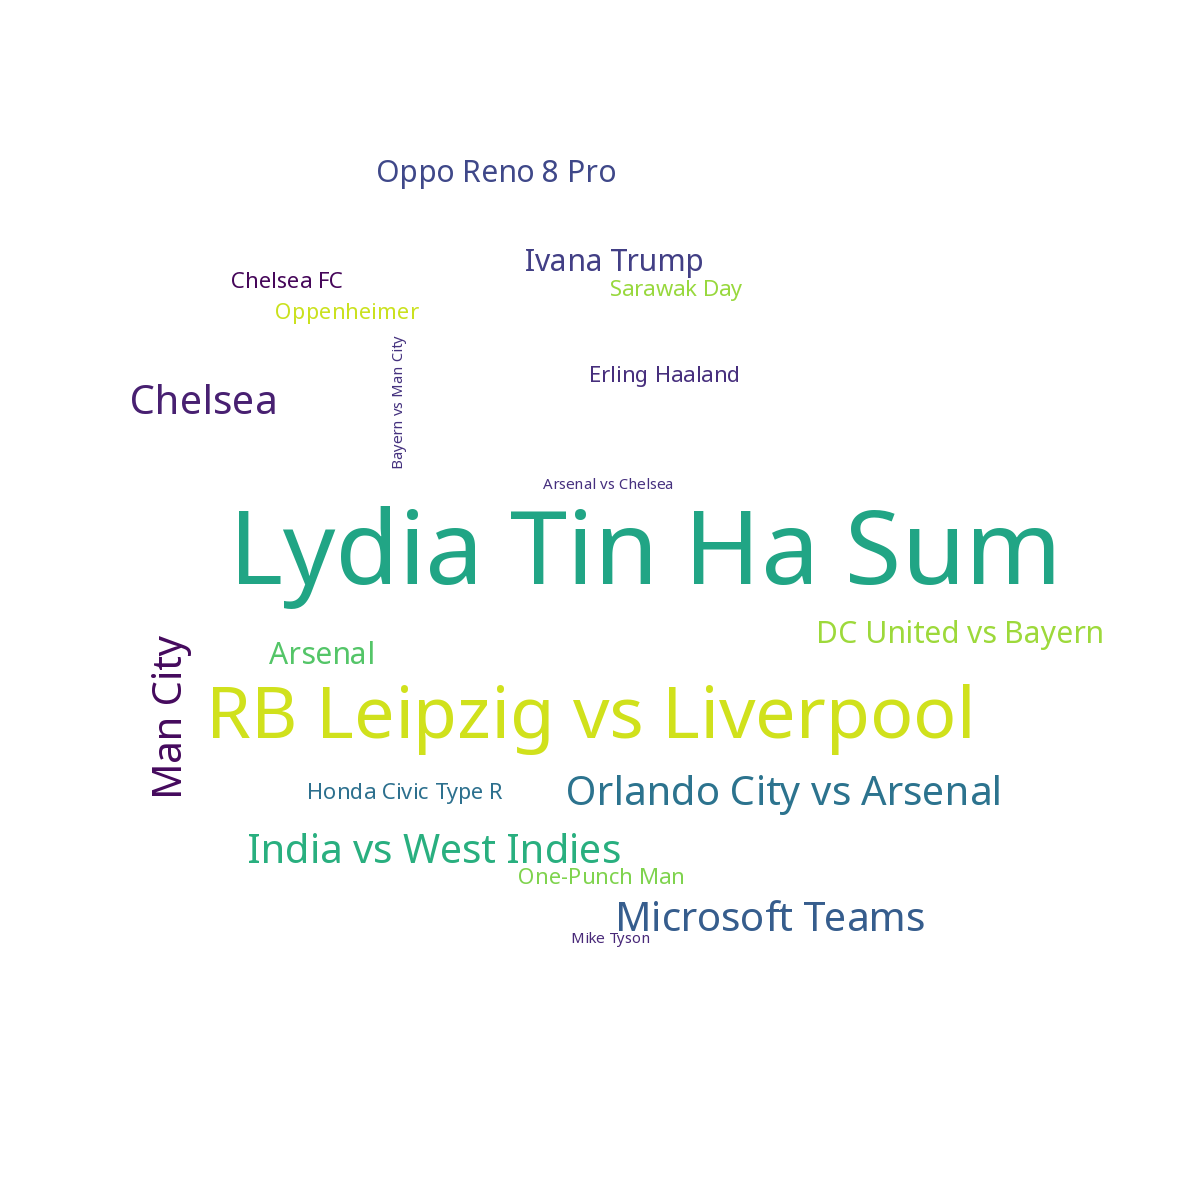 Oppo Reno 8 Pro
Ivana Trump
Chelsea FC
Sarawak Day
Oppenheimer
Bayern vs Man City
Erling Haaland
Chelsea
Arsenal vs Chelsea
Lydia Tin Ha Sum
DC United vs Bayern
Arsenal
Man City
RB Leipzig vs Liverpool
Honda Civic Type R
Orlando City vs Arsenal
India vs West Indies
One-Punch Man
Microsoft Teams
Mike Tyson